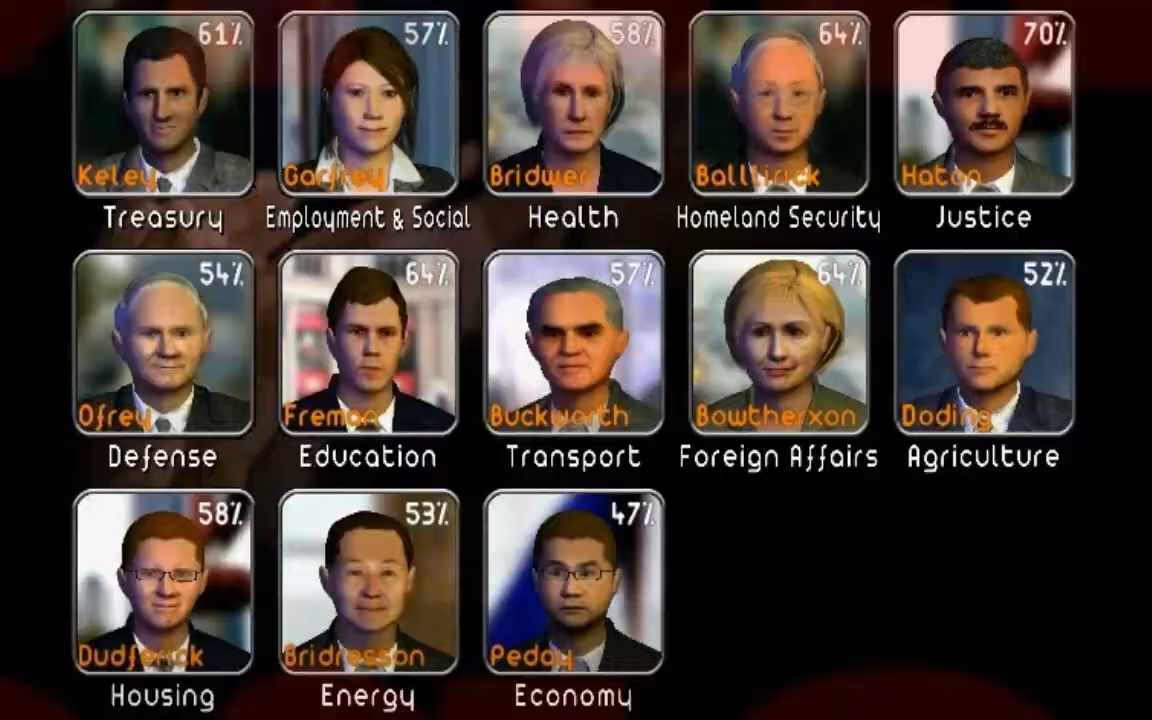 61% 57% 58% 64% 70%
Keley Garfrey Bridwer Haton
Treasury Employment & Social Health Homeland Security Justice
54% 64% 57% 64% 52%
Ofrey Freman Buckworth Bowtherxon Doding
Defense Education Transport Foreign Affairs Agriculture
58% 53% 47%
Dudferick Bridresson Peday
Housing Energy Economy